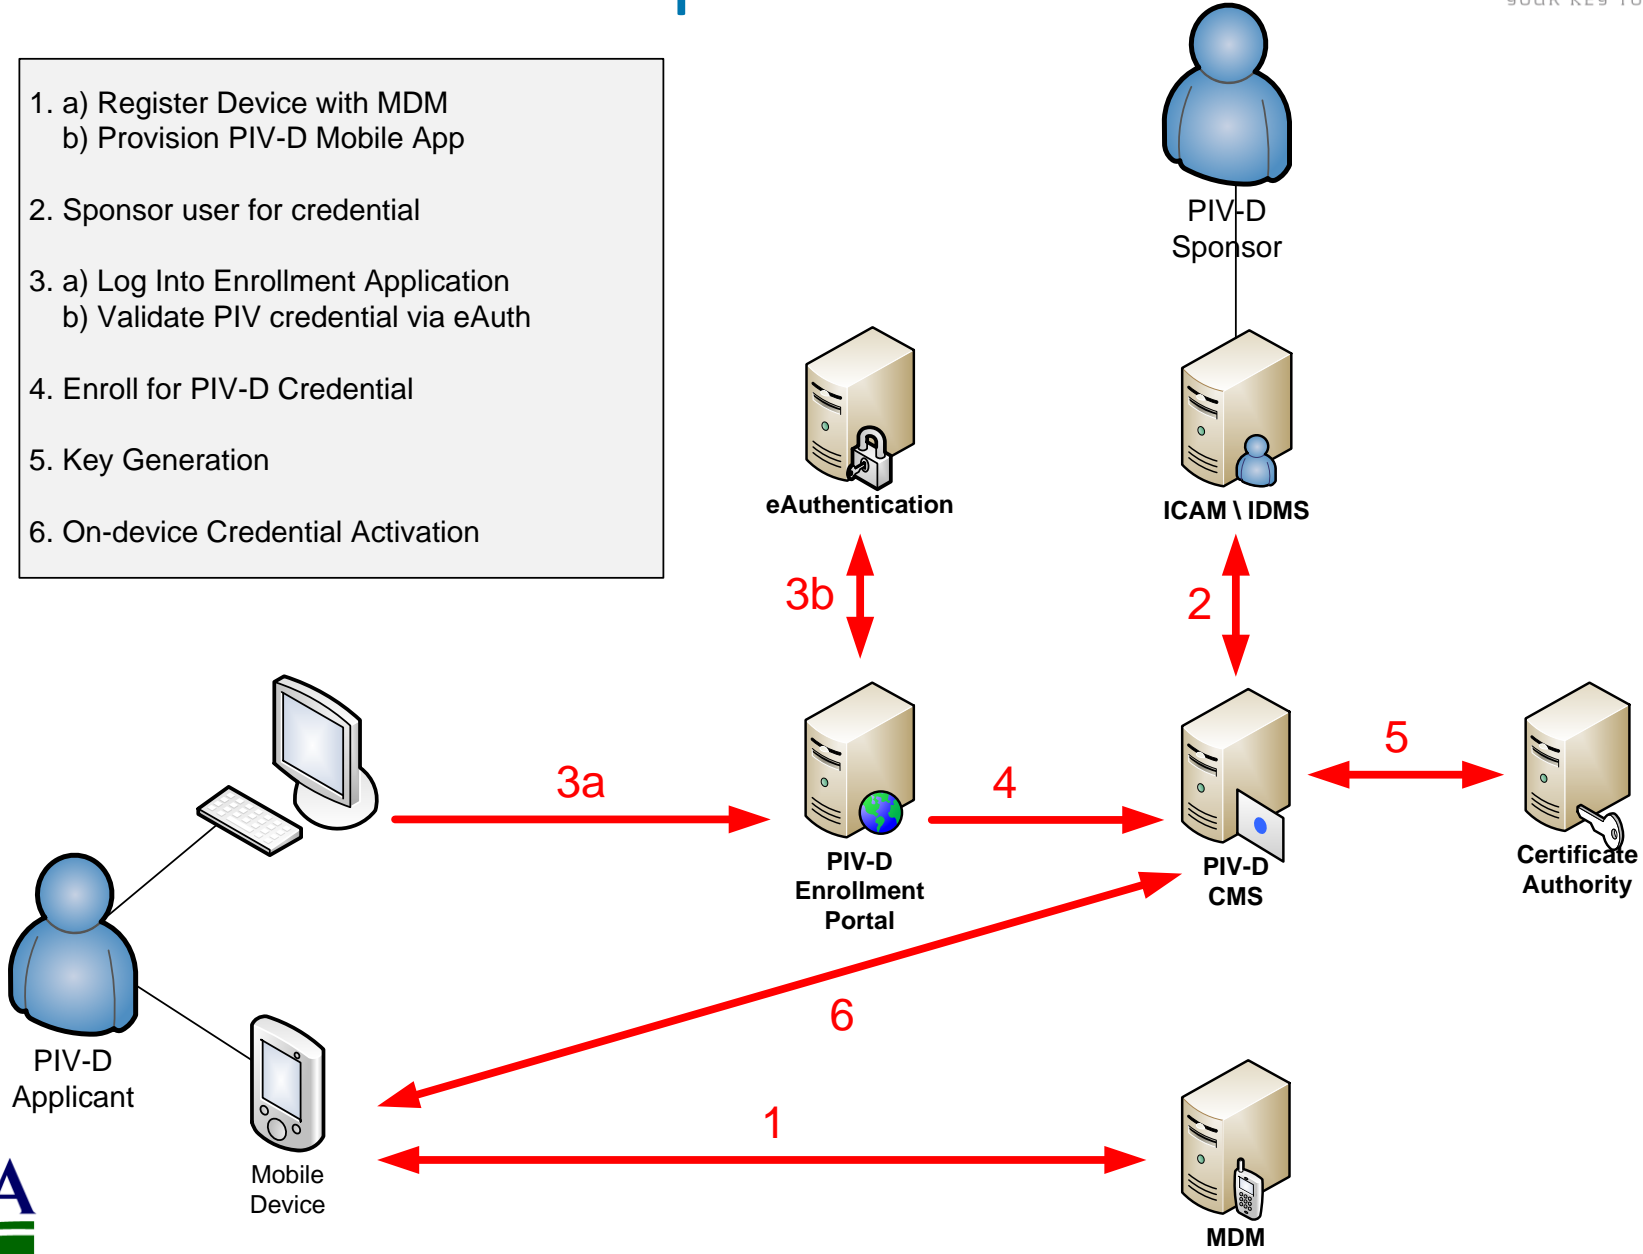 1. a) Register Device with MDM
b) Provision PIV-D Mobile App
2. Sponsor user for credential
3. a) Log Into Enrollment Application
b) Validate PIV credential via eAuth
4. Enroll for PIV-D Credential
5. Key Generation
6. On-device Credential Activation
PIV-D
Sponsor
eAuthentication
ICAM \ IDMS
3b
2
3a
4
5
PIV-D
Enrollment
Portal
PIV-D
CMS
Certificate
Authority
6
PIV-D
Applicant
1
Mobile
Device
MDM
A